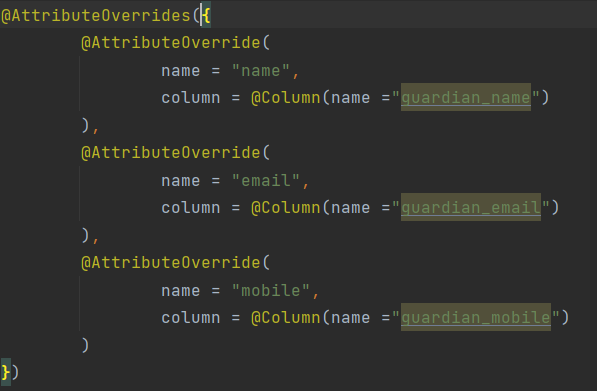 @AttributeOverrides({
@AttributeOverride(
name = "name",
column = @Column(name ="guardian_name")
),
@AttributeOverride(
name = "email",
column = @Column(name ="guardian_email")
),
@AttributeOverride(
name = "mobile",
column = @Column(name ="guardian_mobile")
)
})